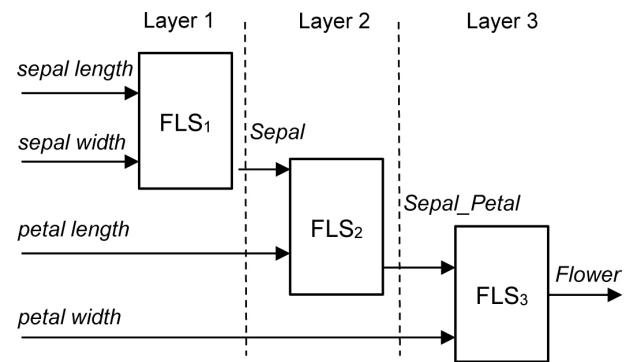 Layer 1
Layer 2
Layer 3
sepal length
FLS1
sepal width
Sepal
petal length
FLS2
Sepal_Petal
Flower
FLS3
petal width